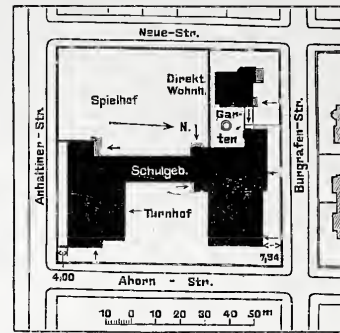 Neue-Str.
Direkt.
Wohnh.
Spielhof
Gar-
ten
N.
Anhaltiner-Str.
Burgrafen-Str.
Schulgeb.
Turnhof
4,00
7,94
Ahorn - Str.
10 0 10 20 30 40 50m